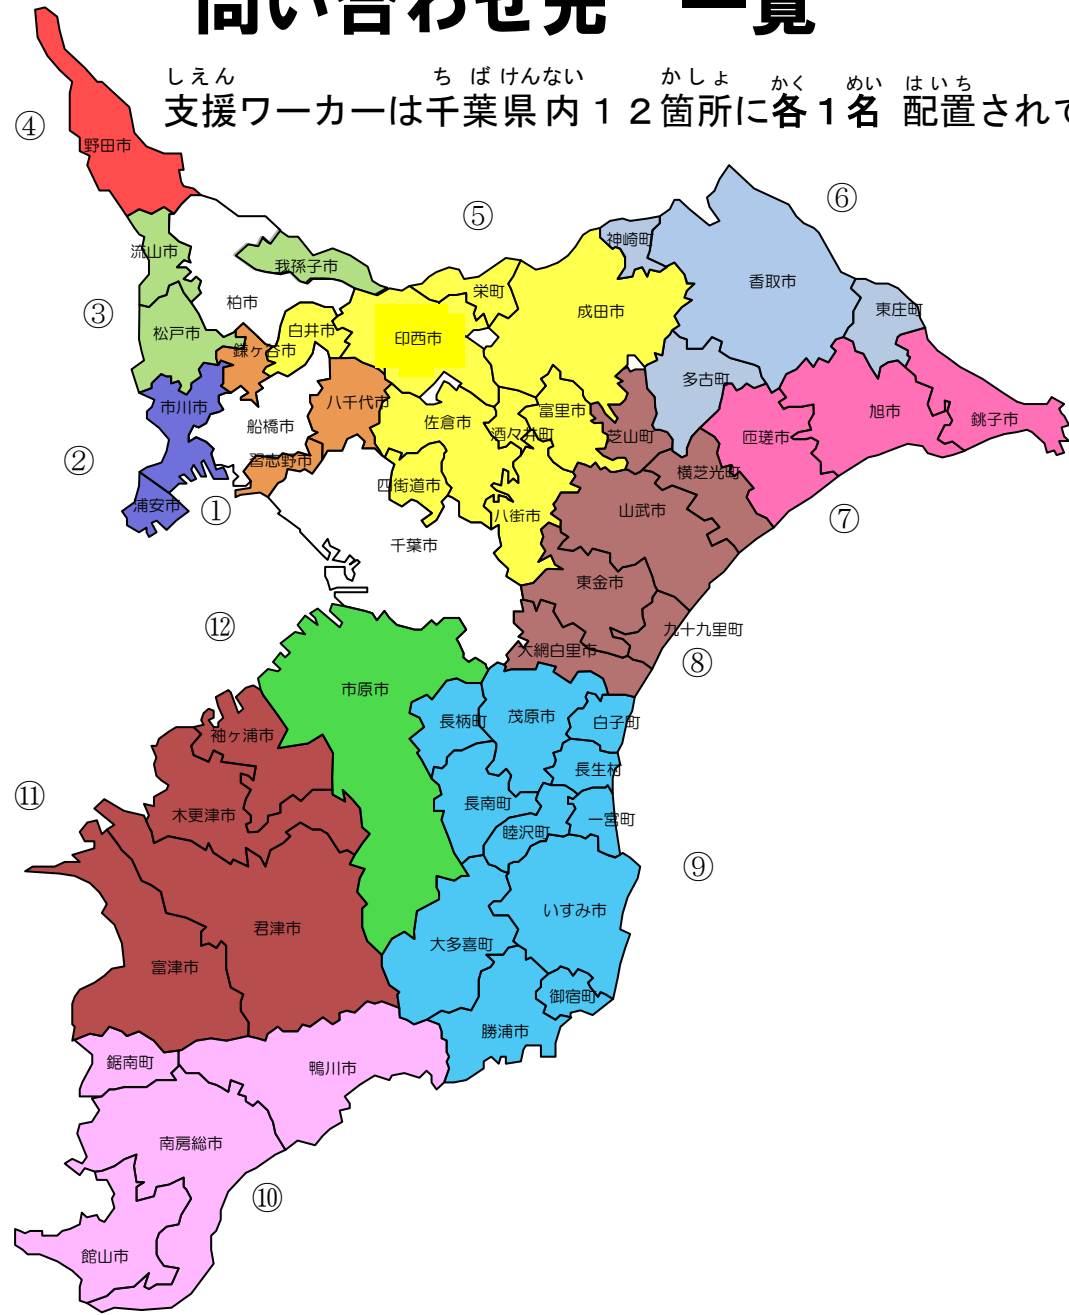 問い合わせ先 一覧
しえん ちばけんない かしょ かく めい はいち
支援ワーカーは千葉県内１２箇所に各１名 配置されて
④
野田市
⑥
⑤
流山市
我孫子市
神崎町
香取市
柏市
栄町
成田市
東庄町
③
松戸市
鎌ヶ谷市
白井市
印西市
多古町
市川市
八千代市
船橋市
佐倉市
酒々井町
富里市
芝山町
匝瑳市
旭市
銚子市
②
習志野市
四街道市
横芝光町
浦安市
①
八街市
山武市
⑦
千葉市
東金市
⑫
九十九里町
大網白里市
⑧
市原市
長柄町
茂原市
白子町
袖ヶ浦市
長生村
⑪
木更津市
長南町
睦沢町
一宮町
⑨
君津市
いすみ市
大多喜町
富津市
御宿町
勝浦市
鋸南町
鴨川市
南房総市
⑩
館山市